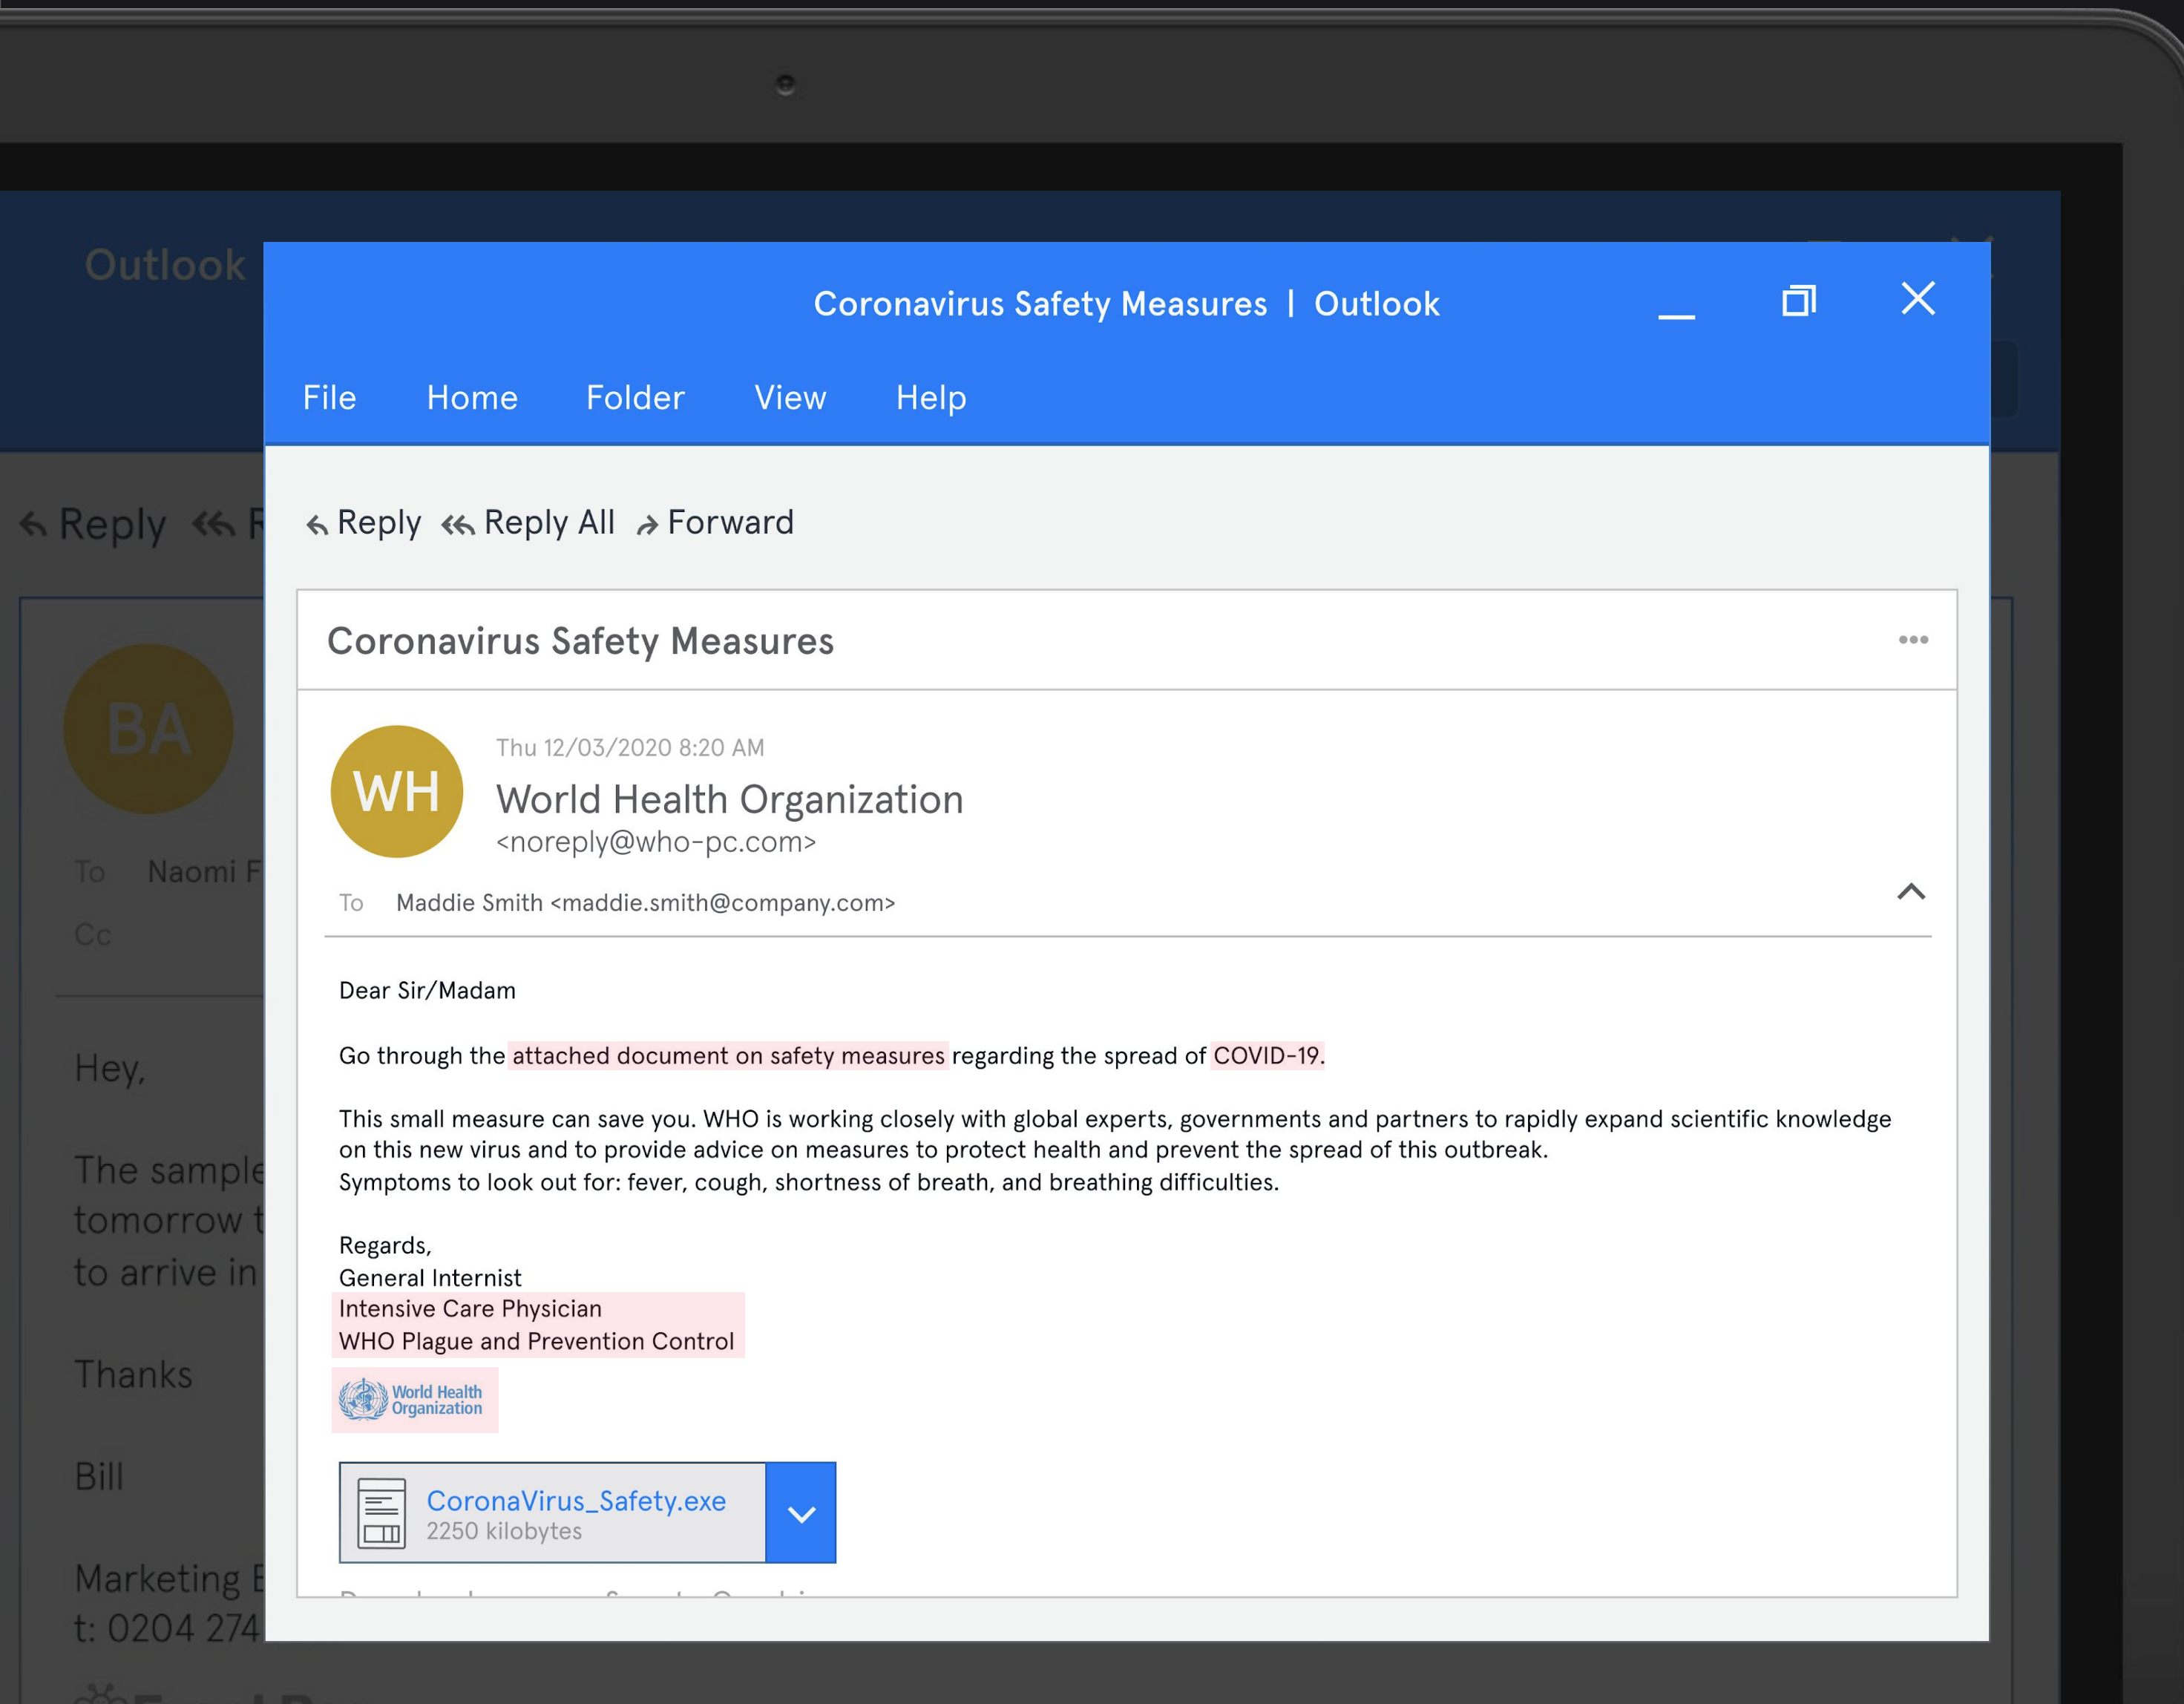 Outlook
Coronavirus Safety Measures | Outlook
File Home Folder View Help
Reply
Reply Reply All Forward
Coronavirus Safety Measures
BA
WH
Thu 12/03/2020 8:20 AM
World Health Organization
<noreply@who-pc.com>
To Naomi
Cc
To Maddie Smith <maddie.smith@company.com>
Dear Sir/Madam
Go through the attached document on safety measures regarding the spread of COVID-19.
This small measure can save you. WHO is working closely with global experts, governments and partners to rapidly expand scientific knowledge
on this new virus and to provide advice on measures to protect health and prevent the spread of this outbreak.
Symptoms to look out for: fever, cough, shortness of breath, and breathing difficulties.
Regards,
General Internist
Intensive Care Physician
WHO Plague and Prevention Control
World Health
Organization
CoronaVirus_Safety.exe
2250 kilobytes
Hey,
The sample
tomorrow
to arrive in
Thanks
Bill
Marketing
t: 0204 274